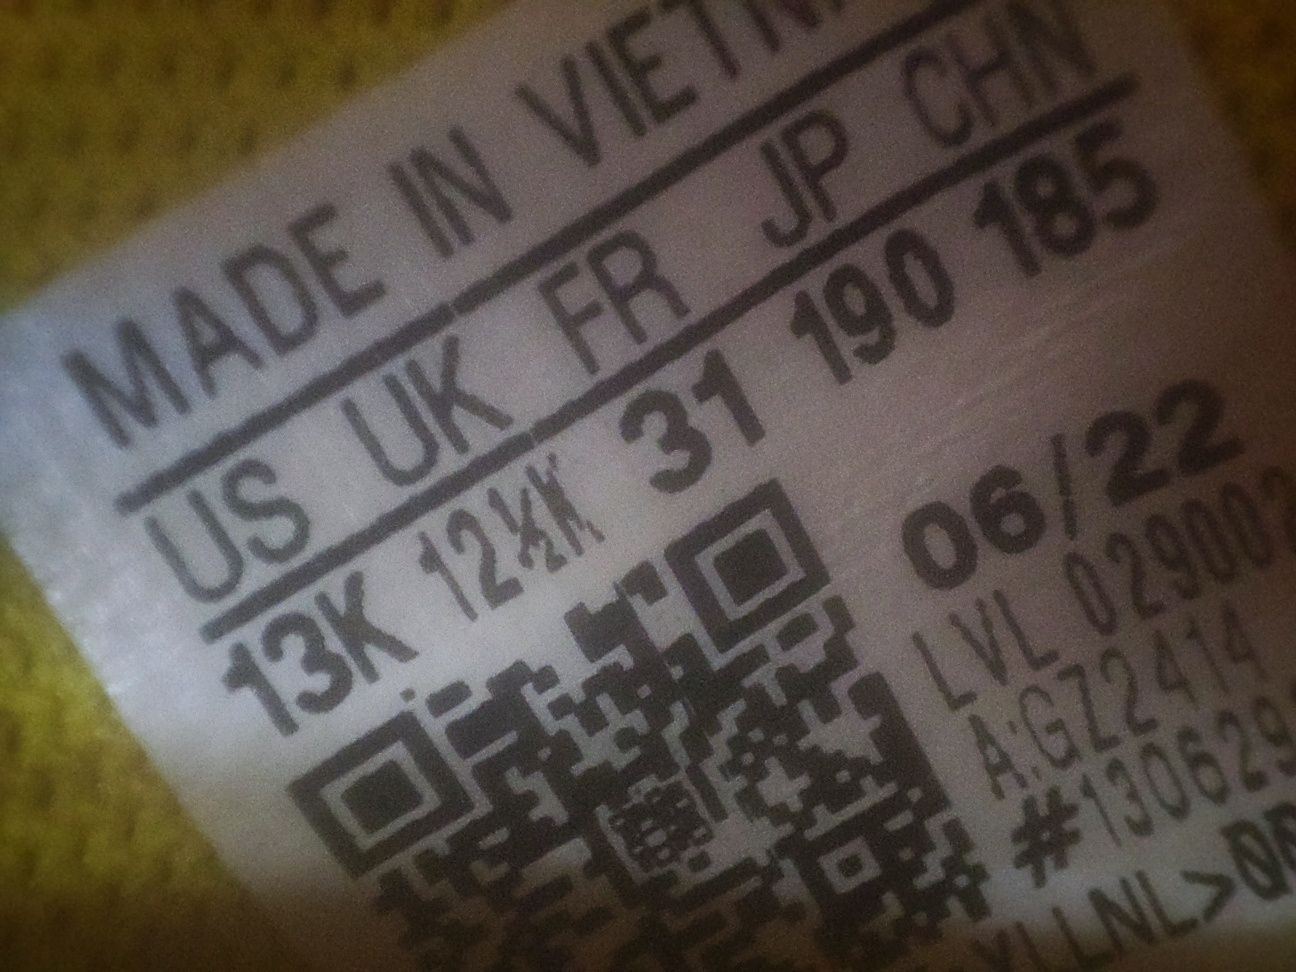 MADE IN VIETN
US UK FR JP CHN
13K 12½K 31 190 185
06/22
LVL 029002
A:GZ2414
#130629